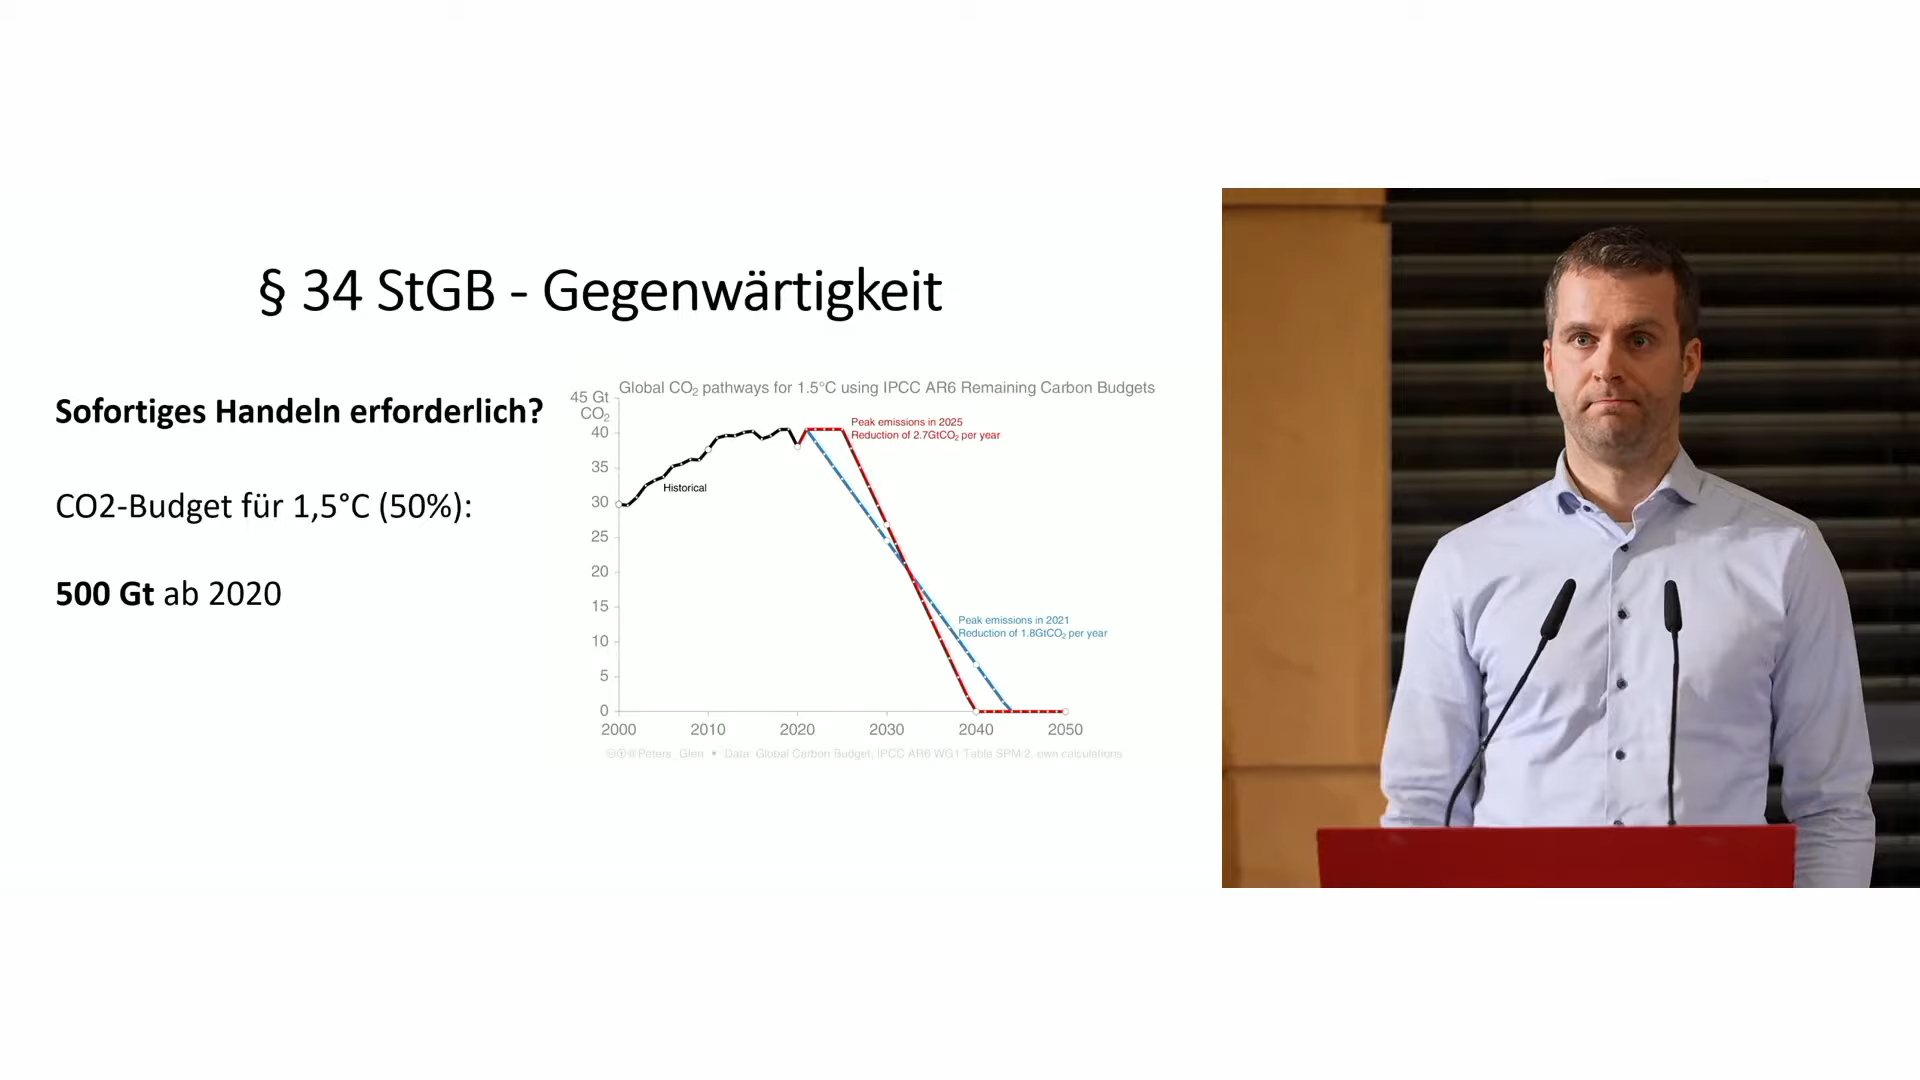 § 34 StGB - Gegenwärtigkeit
Sofortiges Handeln erforderlich?
CO2-Budget für 1,5°C (50%):
500 Gt ab 2020
Global CO₂ pathways for 1.5°C using IPCC AR6 Remaining Carbon Budgets
45 Gt
CO₂
40
35
30
25
20
15
10
5
0
2000 2010 2020 2030 2040 2050
Historical
Peak emissions in 2025
Reduction of 2.7GtCO₂ per year
Peak emissions in 2021
Reduction of 1.8GtCO₂ per year
@Peters_Glen • Data: Global Carbon Budget; IPCC AR6 WG1 Table SPM.2, own calculations